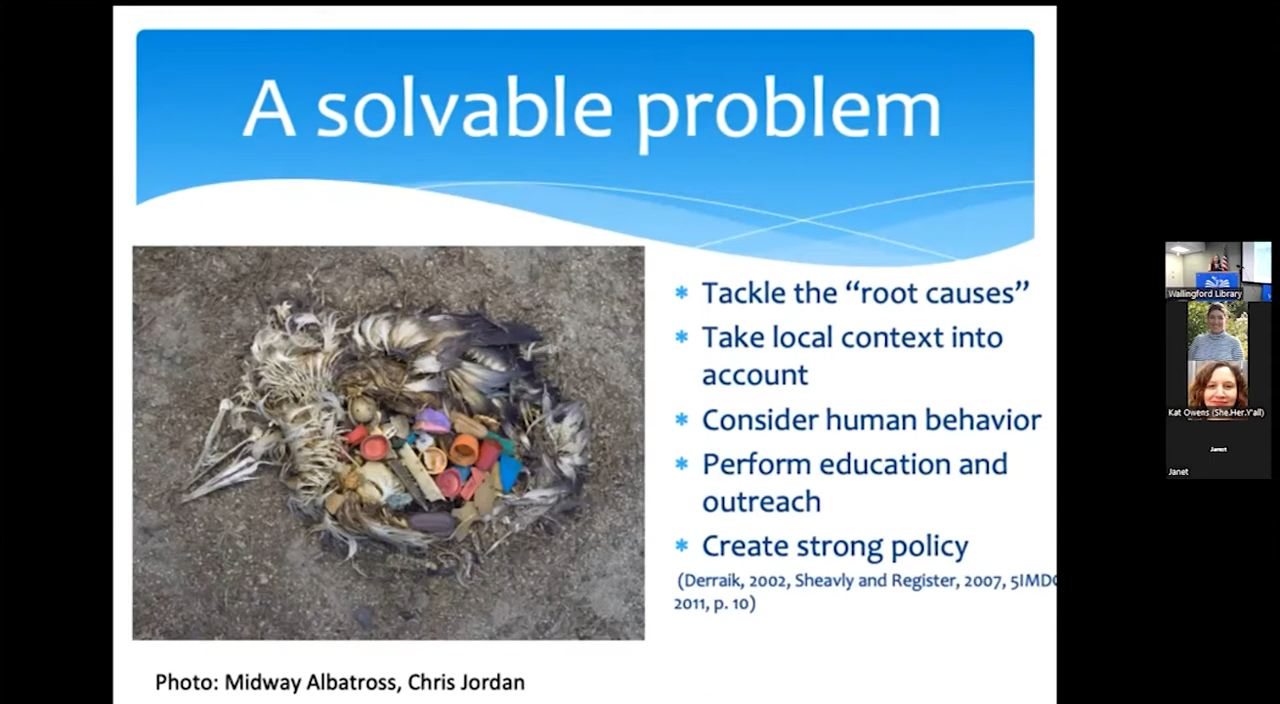 A solvable problem
* Tackle the “root causes”
* Take local context into
account
* Consider human behavior
* Perform education and
outreach
* Create strong policy
(Derraik, 2002, Sheavly and Register, 2007, 5IMDC
2011, p. 10)
Photo: Midway Albatross, Chris Jordan
Wallingford Library
Kat Owens (She.Her.Y'all)
Janet
Janet